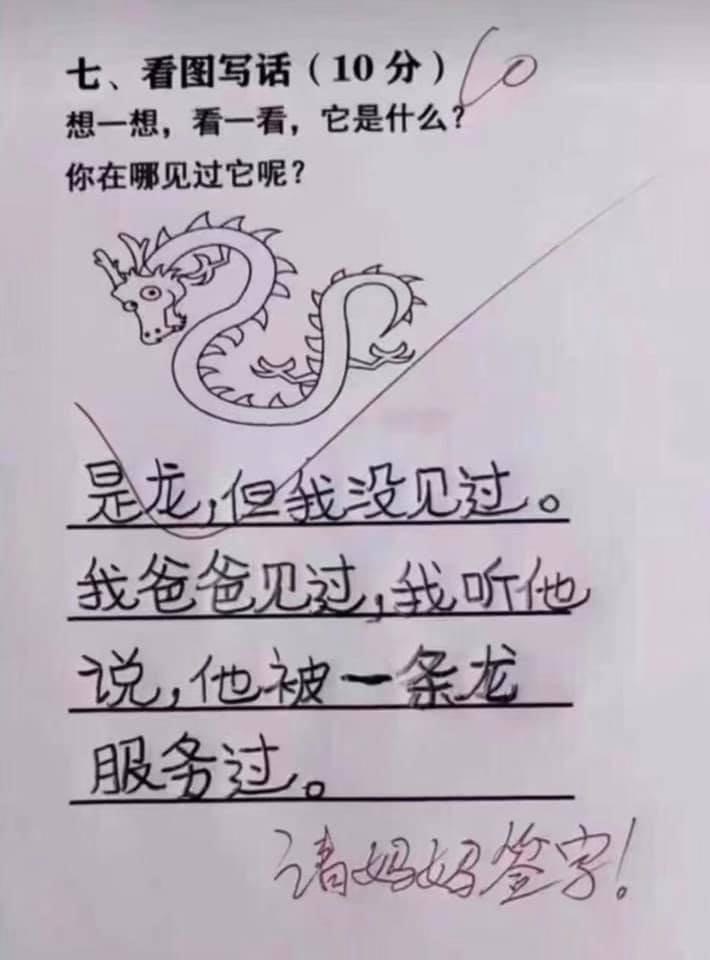 七、看图写话（10 分） 10
想一想，看一看，它是什么？
你在哪见过它呢？
是龙，但我没见过。
我爸爸见过，我听他
说，他被一条龙
服务过。
请妈妈签字！